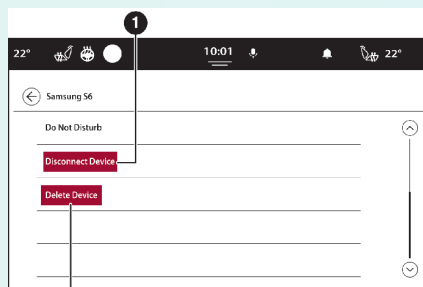 1
22° 10:01 22°
Samsung S6
Do Not Disturb
Disconnect Device
Delete Device